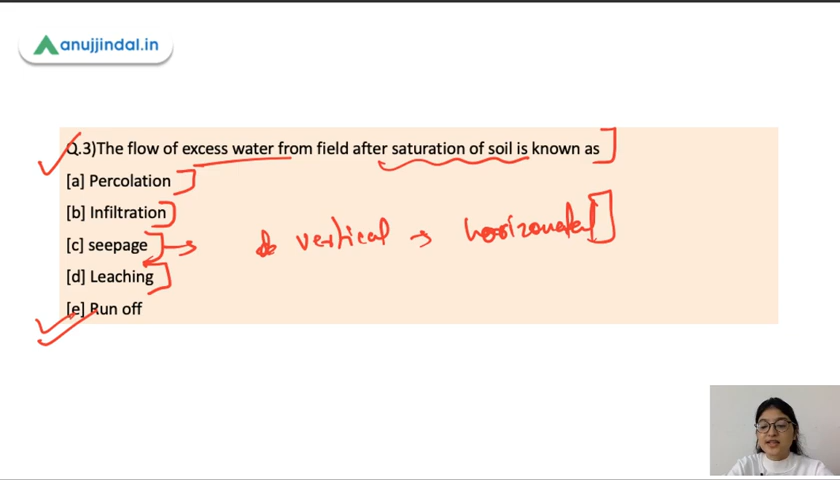 anujjindal.in
Q.3)The flow of excess water from field after saturation of soil is known as
[a] Percolation
[b] Infiltration
[c] seepage
vertical → horizontal
[d] Leaching
[e] Run off